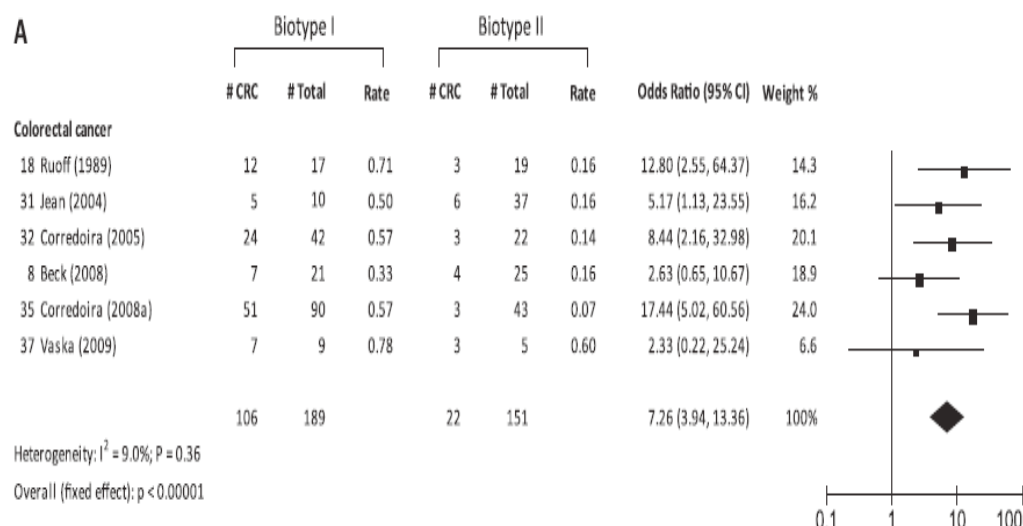 A
Biotype I Biotype II
# CRC # Total Rate # CRC # Total Rate Odds Ratio (95% CI) Weight %
Colorectal cancer
18 Ruoff (1989) 12 17 0.71 3 19 0.16 12.80 (2.55, 64.37) 14.3
31 Jean (2004) 5 10 0.50 6 37 0.16 5.17 (1.13, 23.55) 16.2
32 Corredoira (2005) 24 42 0.57 3 22 0.14 8.44 (2.16, 32.98) 20.1
8 Beck (2008) 7 21 0.33 4 25 0.16 2.63 (0.65, 10.67) 18.9
35 Corredoira (2008a) 51 90 0.57 3 43 0.07 17.44 (5.02, 60.56) 24.0
37 Vaska (2009) 7 9 0.78 3 5 0.60 2.33 (0.22, 25.24) 6.6
106 189 22 151 7.26 (3.94, 13.36) 100%
Heterogeneity: I² = 9.0%; P = 0.36
Overall (fixed effect): p < 0.00001
0.1 1 10 100